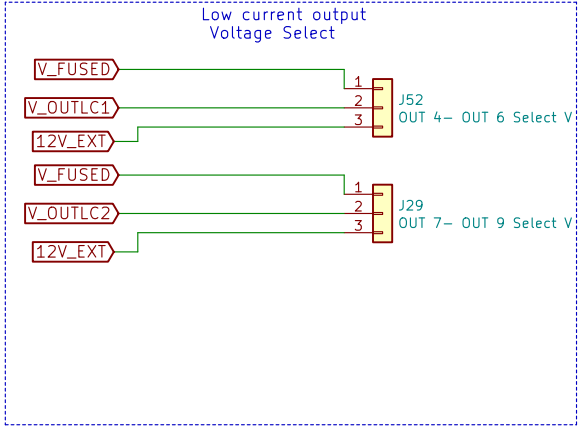 Low current output
Voltage Select
V_FUSED
1
V_OUTLC1
2
J52
12V_EXT
3
OUT 4- OUT 6 Select V
V_FUSED
1
V_OUTLC2
2
J29
12V_EXT
3
OUT 7- OUT 9 Select V